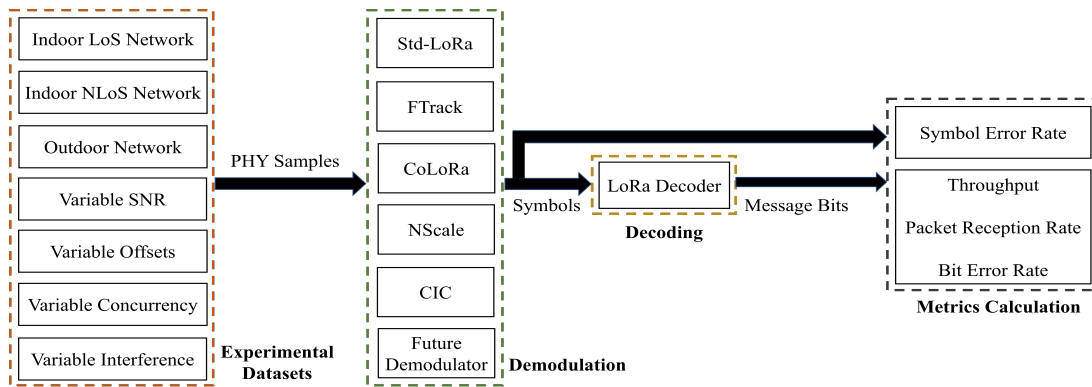 Indoor LoS Network
Indoor NLoS Network
Outdoor Network
Variable SNR
Variable Offsets
Variable Concurrency
Variable Interference
Experimental
Datasets
PHY Samples
Std-LoRa
FTrack
CoLoRa
NScale
CIC
Future
Demodulator
Demodulation
Symbols
LoRa Decoder
Decoding
Message Bits
Symbol Error Rate
Throughput
Packet Reception Rate
Bit Error Rate
Metrics Calculation